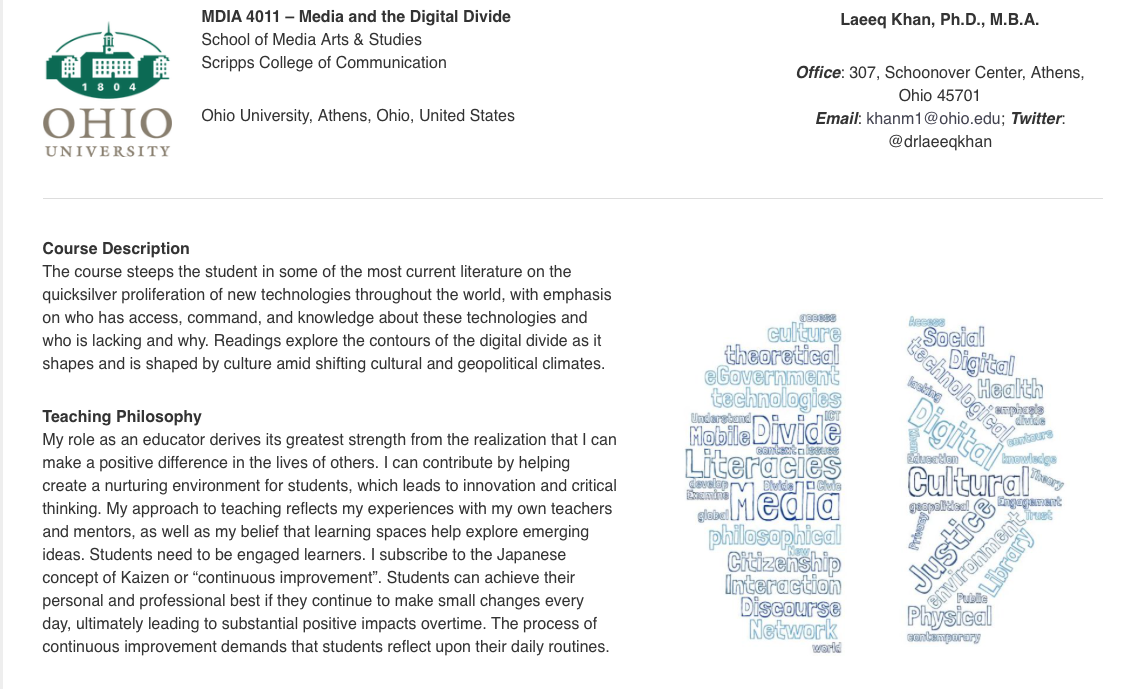 MDIA 4011 – Media and the Digital Divide
School of Media Arts & Studies
Scripps College of Communication
Ohio University, Athens, Ohio, United States
1804
OHIO
UNIVERSITY
Laeeq Khan, Ph.D., M.B.A.
Office: 307, Schoonover Center, Athens,
Ohio 45701
Email: khanm1@ohio.edu; Twitter:
@drlaeeqkhan
Course Description
The course steeps the student in some of the most current literature on the
quicksilver proliferation of new technologies throughout the world, with emphasis
on who has access, command, and knowledge about these technologies and
who is lacking and why. Readings explore the contours of the digital divide as it
shapes and is shaped by culture amid shifting cultural and geopolitical climates.
Teaching Philosophy
My role as an educator derives its greatest strength from the realization that I can
make a positive difference in the lives of others. I can contribute by helping
create a nurturing environment for students, which leads to innovation and critical
thinking. My approach to teaching reflects my experiences with my own teachers
and mentors, as well as my belief that learning spaces help explore emerging
ideas. Students need to be engaged learners. I subscribe to the Japanese
concept of Kaizen or “continuous improvement”. Students can achieve their
personal and professional best if they continue to make small changes every
day, ultimately leading to substantial positive impacts overtime. The process of
continuous improvement demands that students reflect upon their daily routines.
access
culture
theoretical
eGovernment
technologies
Understand ICT
Mobile Divide
context issues
Literacies
develop Divide Civic
Examine
Media
global
philosophical
New
Citizenship
Interaction
Discourse
Network
world
Access
Social
technological
Digital
lacking
Health
emphasis
divide
Digital
contours
Education
knowledge
Cultural
Theory
geopolitical
Engagement
Privacy
Justice
Trust
environment
Library
Public
Physical
contemporary